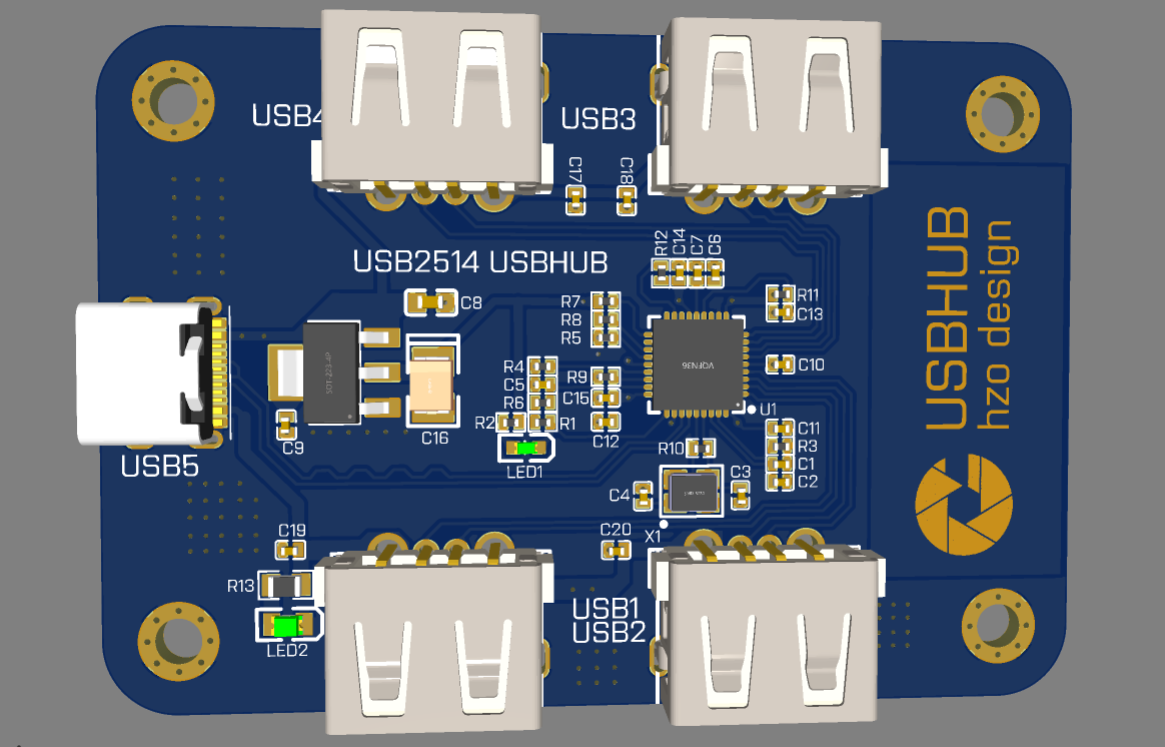 USB4
USB3
C17
C18
USB2514 USBHUB
R12
C14
C7
C6
C8
R7
R8
R5
R11
C13
R4
C5
R6
R2
R1
R9
C15
C12
C10
VQFN36
U1
C9
C16
LED1
USB5
R10
C11
R3
C1
C2
C4
C3
X1
C19
C20
R13
LED2
USB1
USB2
USBHUB
hzo design